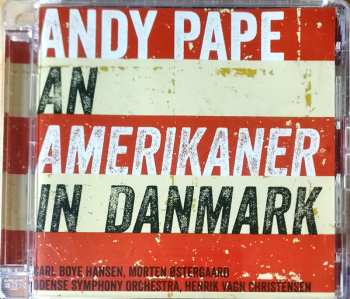 ANDY PAPE
AN
AMERIKANER
IN DANMARK
CARL BOYE HANSEN, MORTEN ØSTERGAARD
ODENSE SYMPHONY ORCHESTRA, HENRIK VAGN CHRISTENSEN